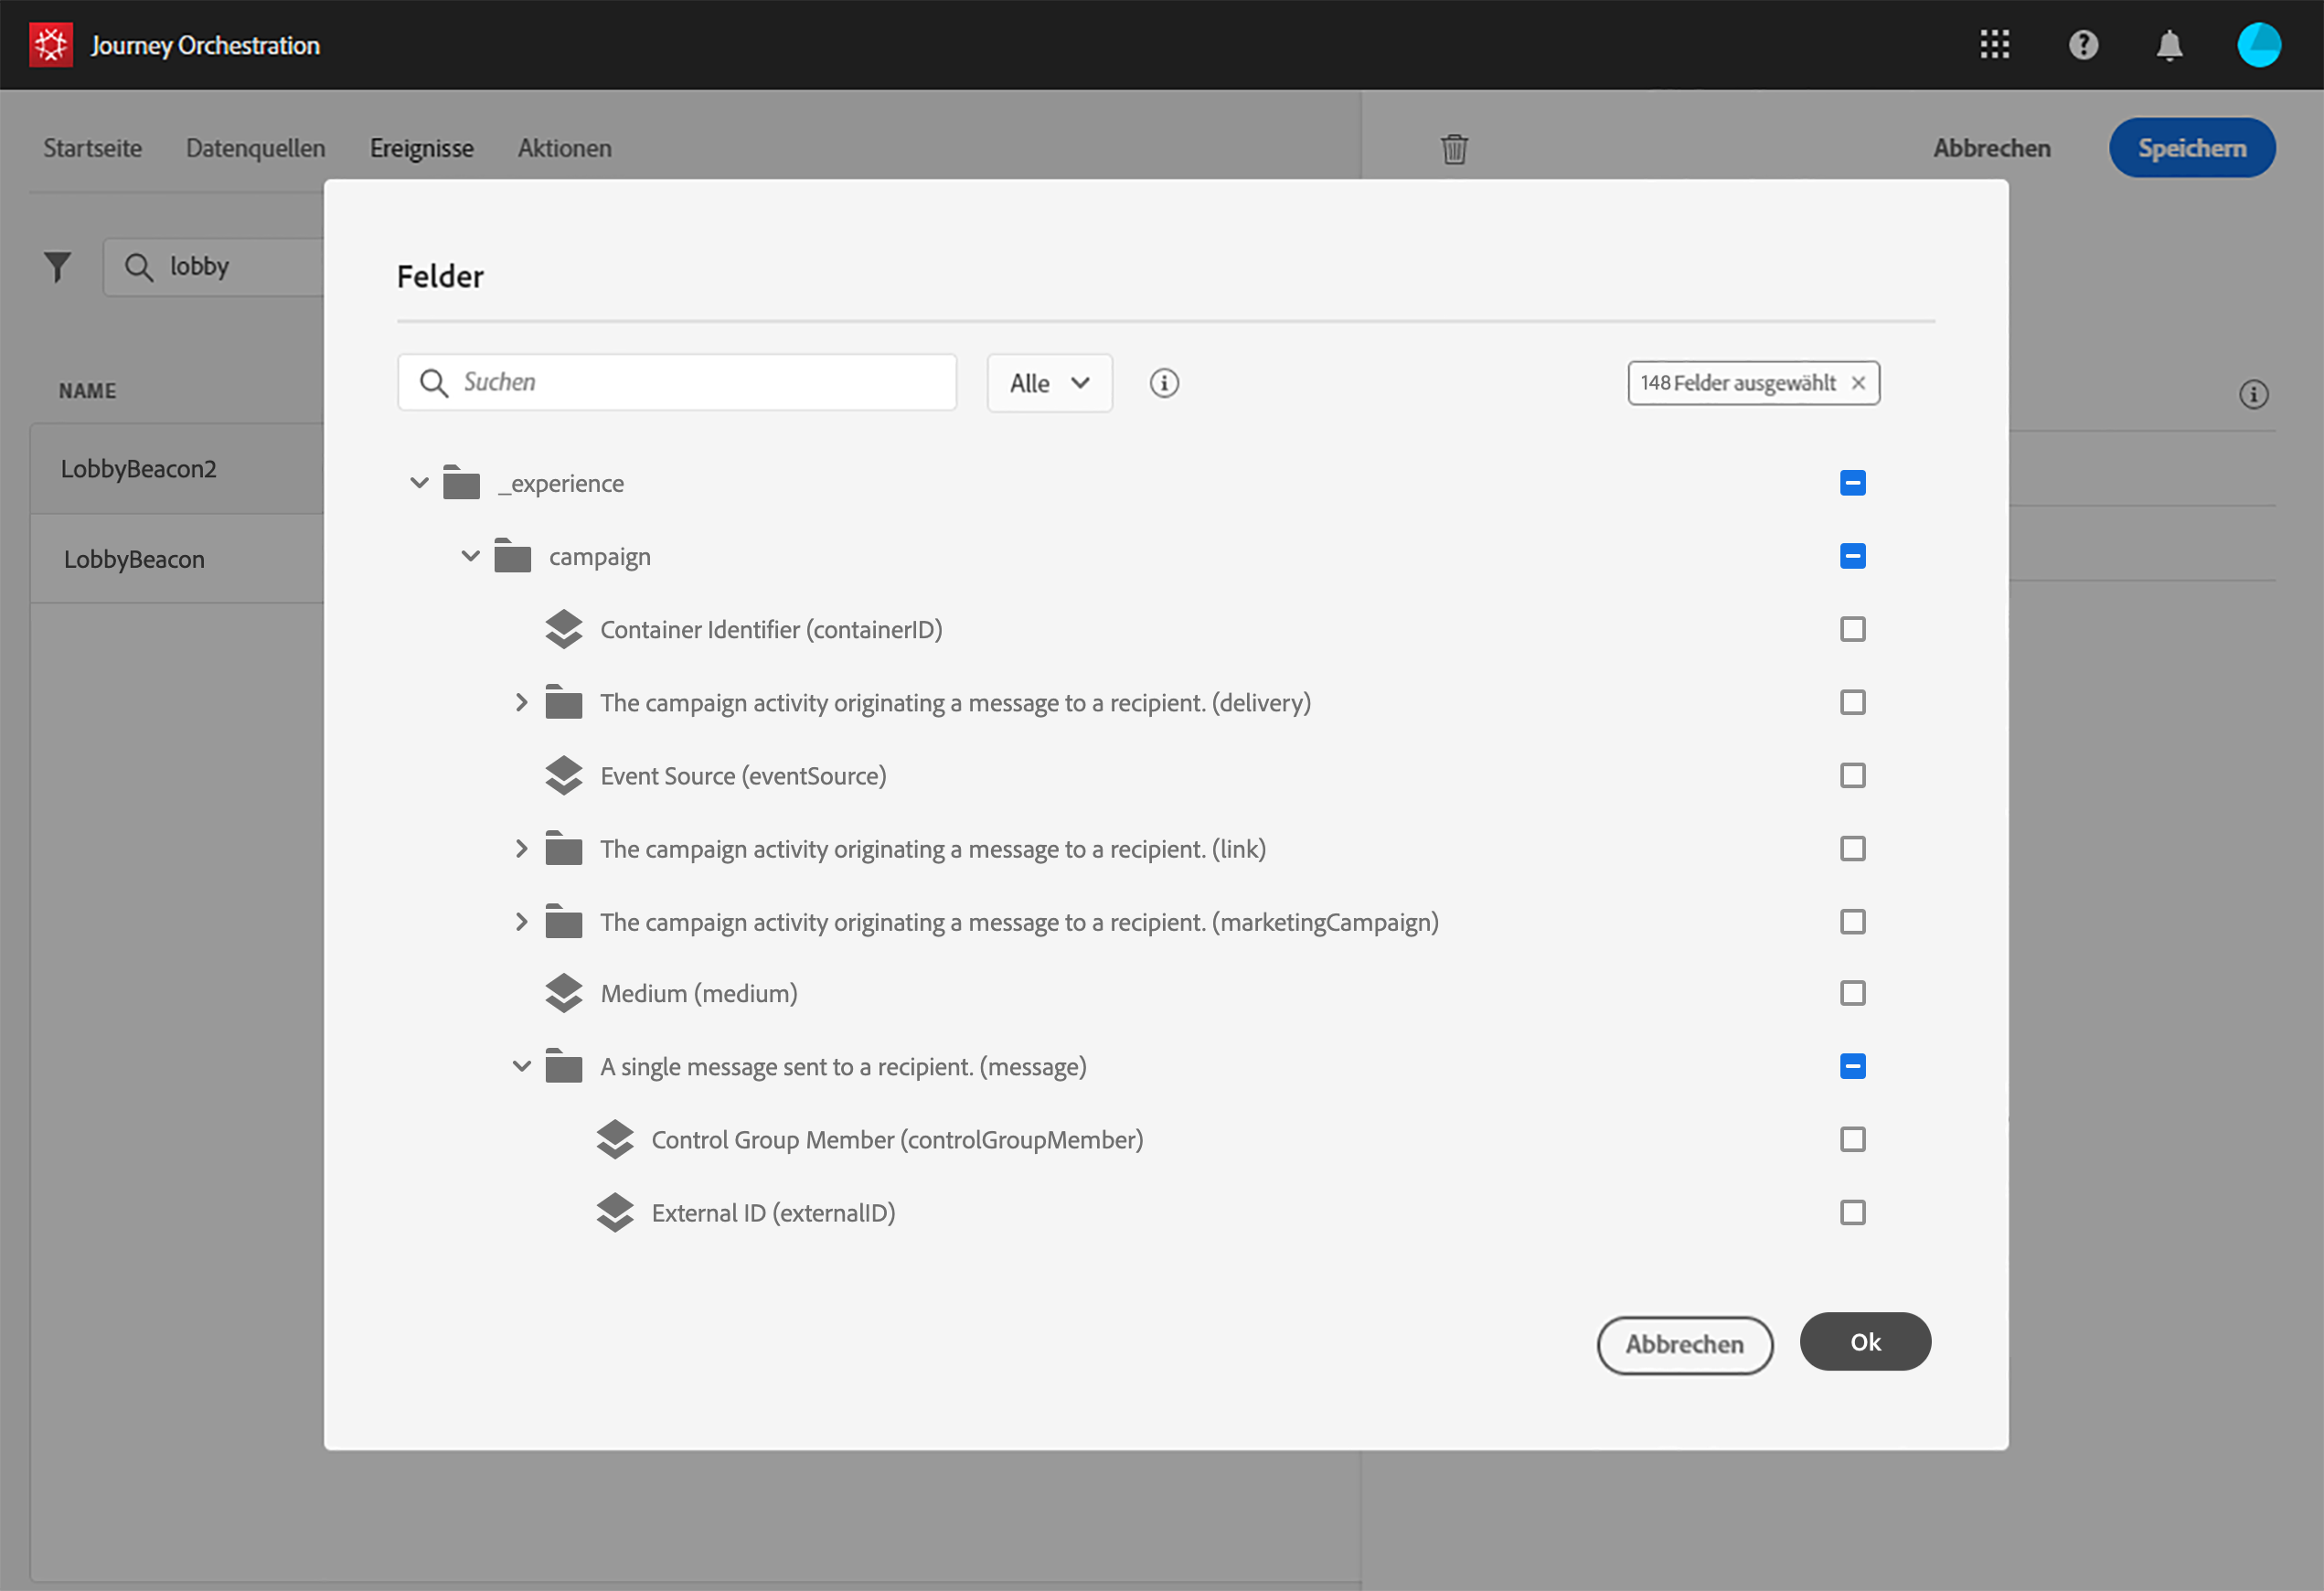 Journey Orchestration
Startseite Datenquellen Ereignisse Aktionen
Abbrechen Speichern
lobby
NAME
LobbyBeacon2
LobbyBeacon
Felder
Suchen
Alle
148 Felder ausgewählt
_experience
campaign
Container Identifier (containerID)
The campaign activity originating a message to a recipient. (delivery)
Event Source (eventSource)
The campaign activity originating a message to a recipient. (link)
The campaign activity originating a message to a recipient. (marketingCampaign)
Medium (medium)
A single message sent to a recipient. (message)
Control Group Member (controlGroupMember)
External ID (externalID)
Abbrechen Ok